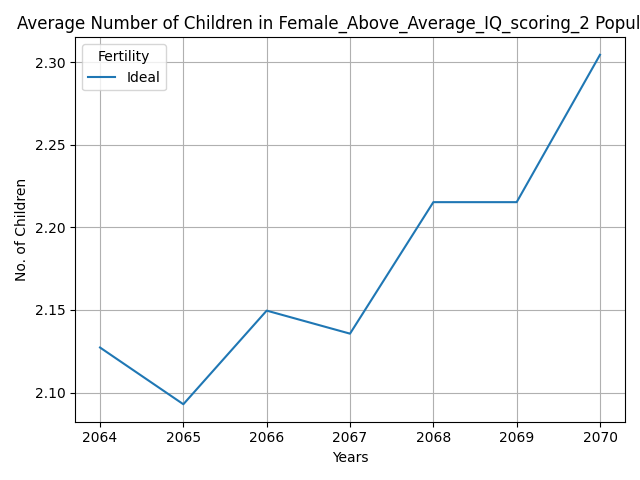 Average Number of Children in Female_Above_Average_IQ_scoring_2 Popul
Fertility
Ideal
2.30
2.25
2.20
2.15
2.10
No. of Children
2064 2065 2066 2067 2068 2069 2070
Years